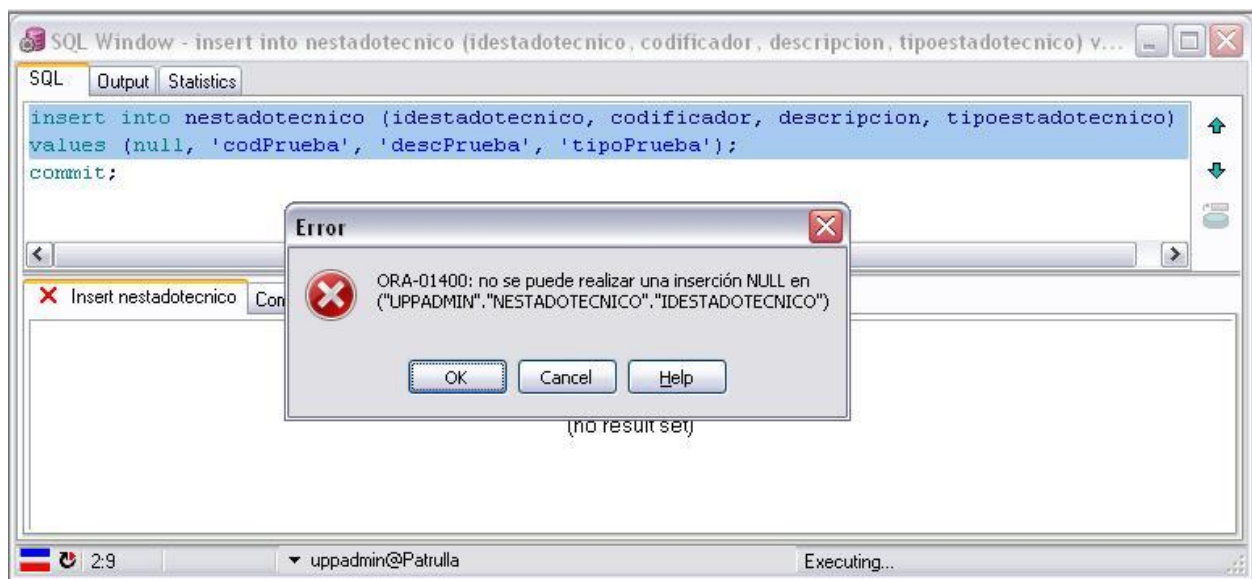 SQL Window - insert into nestadotecnico (idestadotecnico, codificador, descripcion, tipoestadotecnico) v...
SQL Output Statistics
insert into nestadotecnico (idestadotecnico, codificador, descripcion, tipoestadotecnico)
values (null, 'codPrueba', 'descPrueba', 'tipoPrueba');
commit;
Error
ORA-01400: no se puede realizar una inserción NULL en
("UPPADMIN"."NESTADOTECNICO"."IDESTADOTECNICO")
OK Cancel Help
Insert nestadotecnico
(no result set)
2:9 uppadmin@Patrulla Executing...